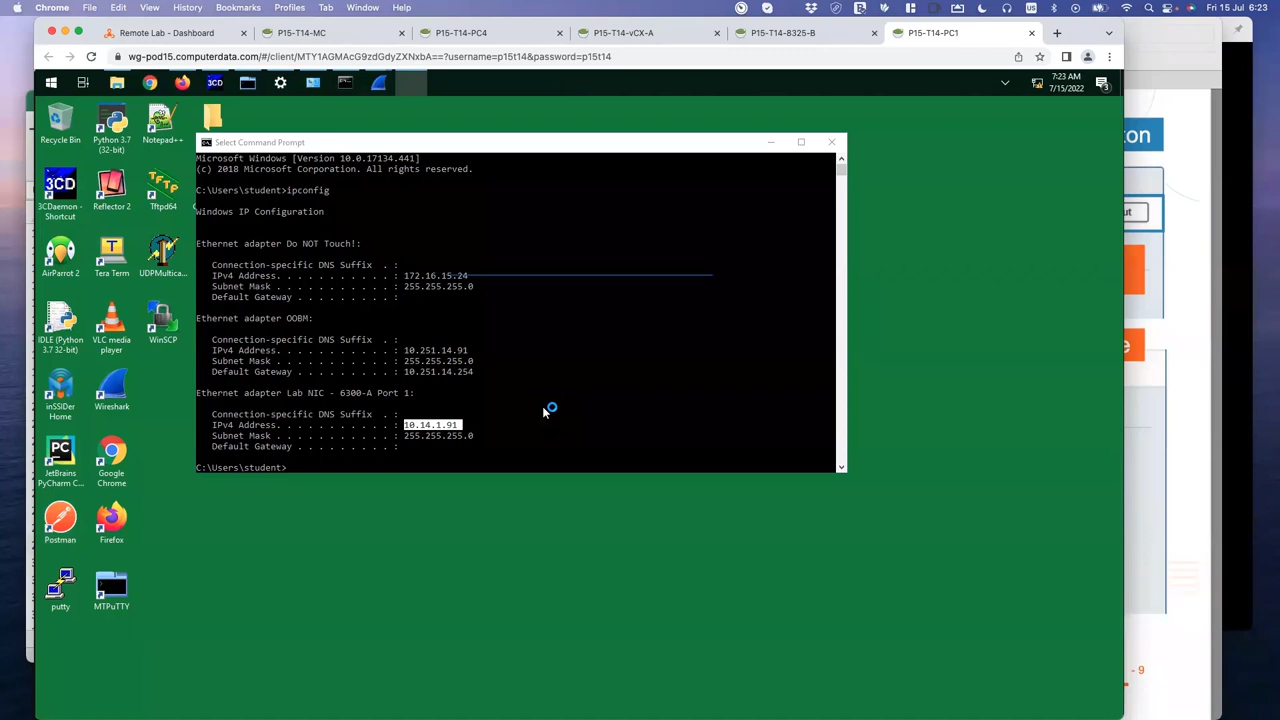 Chrome File Edit View History Bookmarks Profiles Tab Window Help
Fri 15 Jul 6:23
Remote Lab - Dashboard
P15-T14-MC
P15-T14-PC4
P15-T14-vCX-A
P15-T14-8325-B
P15-T14-PC1
wg-pod15.computerdata.com/#/client/MTY1AGMAcG9zdGdyZXNxbA==?username=p15t14&password=p15t14
3CD
7:23 AM
7/15/2022
3
Recycle Bin
Python 3.7
(32-bit)
Notepad++
3CD
3CDaemon -
Shortcut
Reflector 2
TFTP
Tftpd64
AirParrot 2
Tera Term
UDPMultica...
IDLE (Python
3.7 32-bit)
VLC media
player
WinSCP
inSSIDer
Home
Wireshark
PC
JetBrains
PyCharm C...
Google
Chrome
Postman
Firefox
putty
MTPuTTY
Select Command Prompt
Microsoft Windows [Version 10.0.17134.441]
(c) 2018 Microsoft Corporation. All rights reserved.
C:\Users\student>ipconfig
Windows IP Configuration
Ethernet adapter Do NOT Touch!:
Connection-specific DNS Suffix . :
IPv4 Address. . . . . . . . . . . : 172.16.15.24
Subnet Mask . . . . . . . . . . . : 255.255.255.0
Default Gateway . . . . . . . . . :
Ethernet adapter OOBM:
Connection-specific DNS Suffix . :
IPv4 Address. . . . . . . . . . . : 10.251.14.91
Subnet Mask . . . . . . . . . . . : 255.255.255.0
Default Gateway . . . . . . . . . : 10.251.14.254
Ethernet adapter Lab NIC - 6300-A Port 1:
Connection-specific DNS Suffix . :
IPv4 Address. . . . . . . . . . . : 10.14.1.91
Subnet Mask . . . . . . . . . . . : 255.255.255.0
Default Gateway . . . . . . . . . :
C:\Users\student>
on
ut
e
- 9